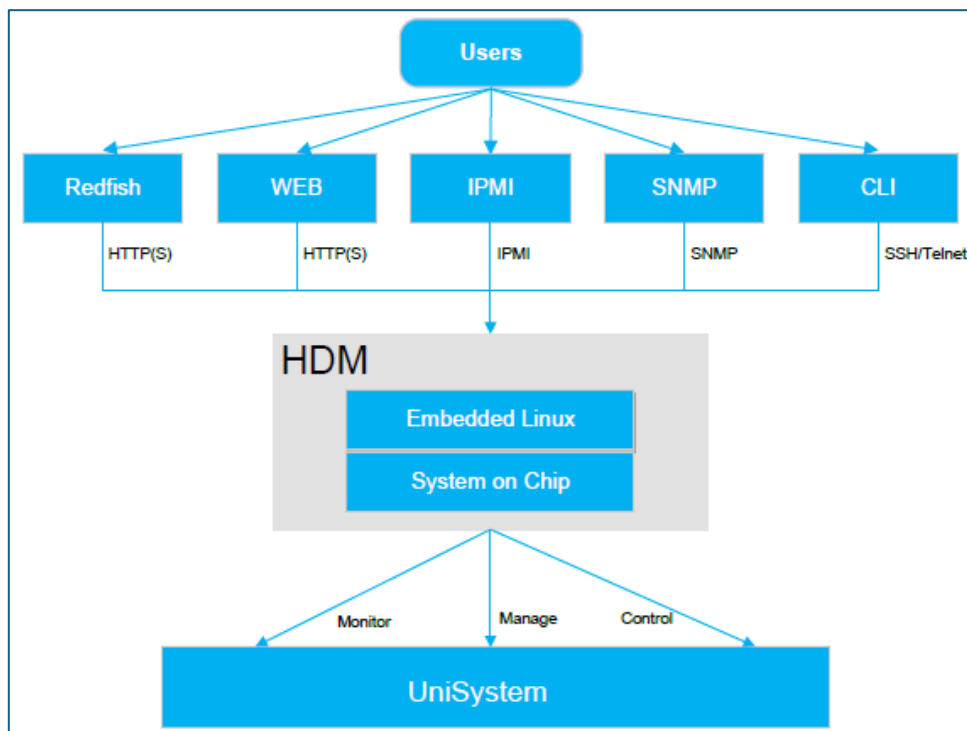 Users
Redfish
WEB
IPMI
SNMP
CLI
HTTP(S)
HTTP(S)
IPMI
SNMP
SSH/Telnet
HDM
Embedded Linux
System on Chip
Monitor
Manage
Control
UniSystem